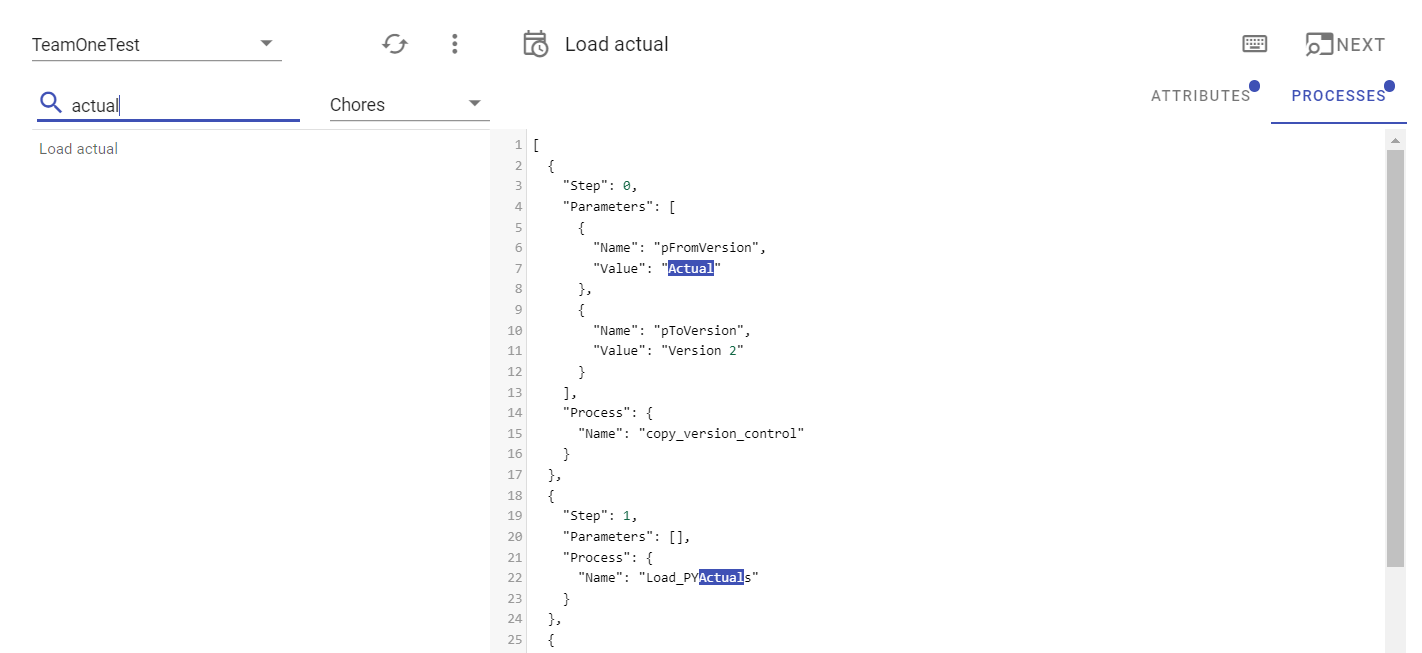 TeamOneTest
Load actual
NEXT
actual
Chores
ATTRIBUTES
PROCESSES
Load actual
1 [
2 {
3 "Step": 0,
4 "Parameters": [
5 {
6 "Name": "pFromVersion",
7 "Value": "Actual"
8 },
9 {
10 "Name": "pToVersion",
11 "Value": "Version 2"
12 }
13 ],
14 "Process": {
15 "Name": "copy_version_control"
16 }
17 },
18 {
19 "Step": 1,
20 "Parameters": [],
21 "Process": {
22 "Name": "Load_PYActuals"
23 }
24 },
25 {